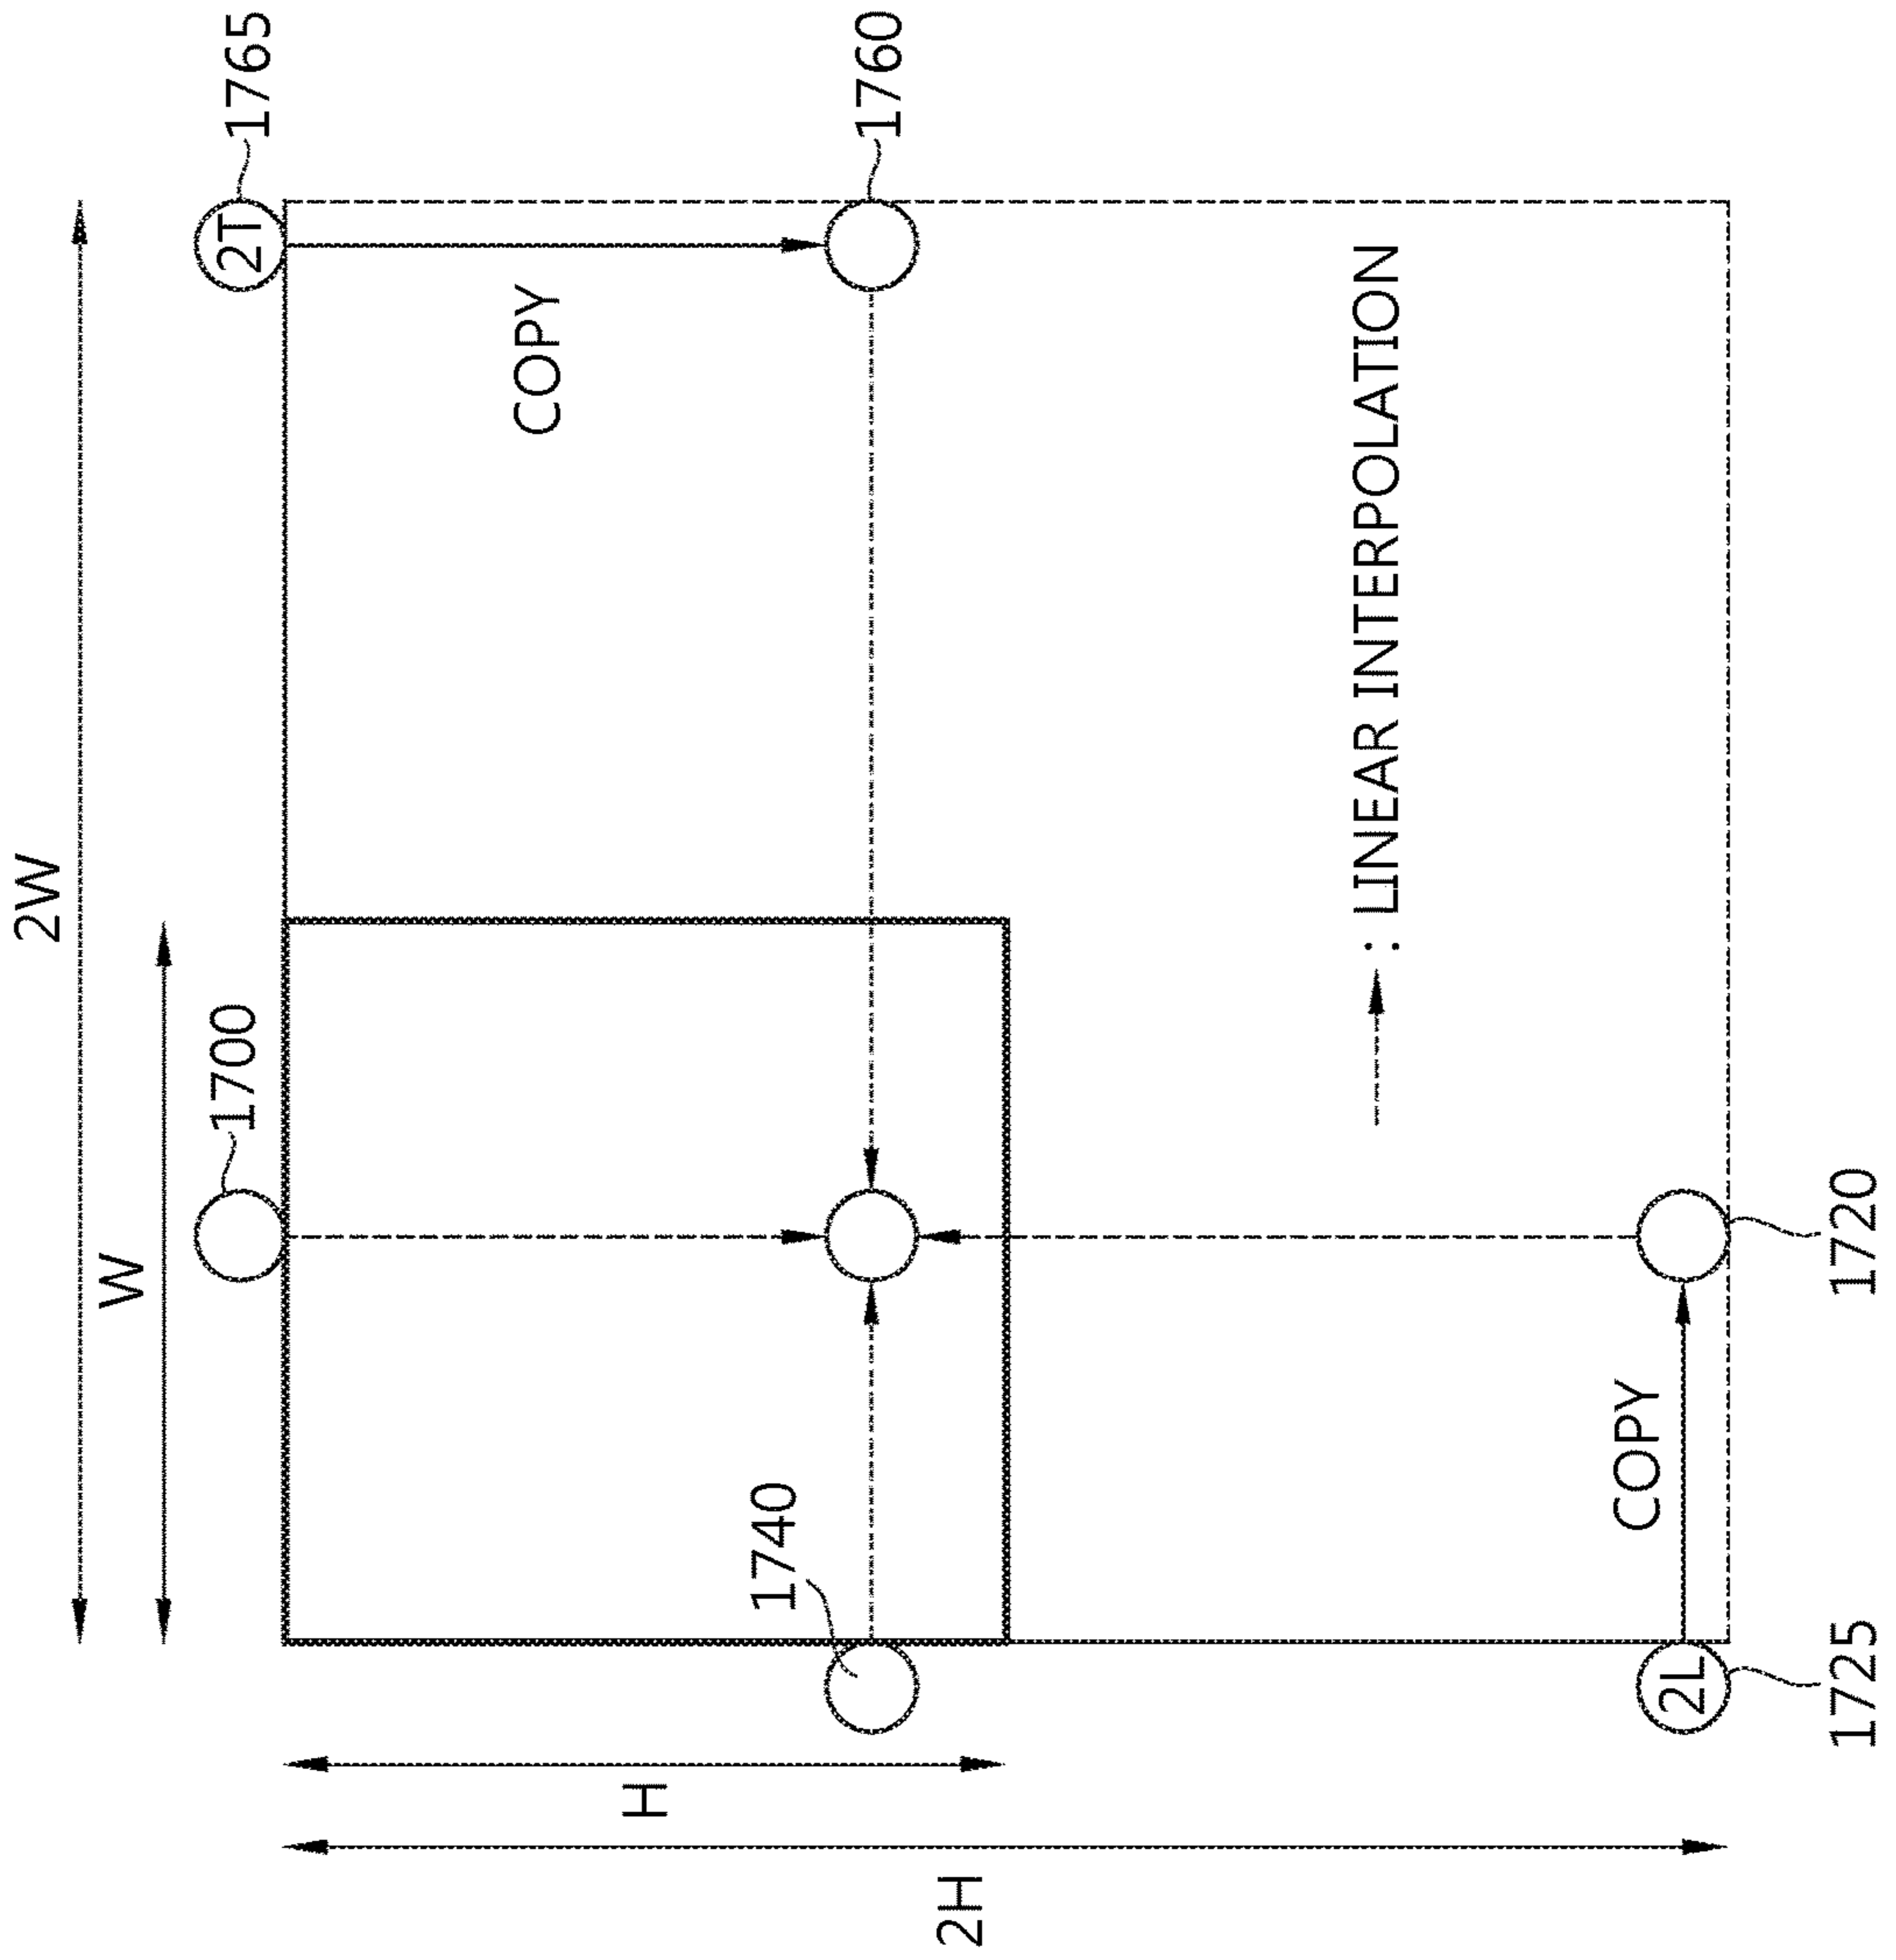 2W
W
1700
2T
1765
COPY
H
1740
1760
2H
: LINEAR INTERPOLATION
COPY
2L
1725
1720